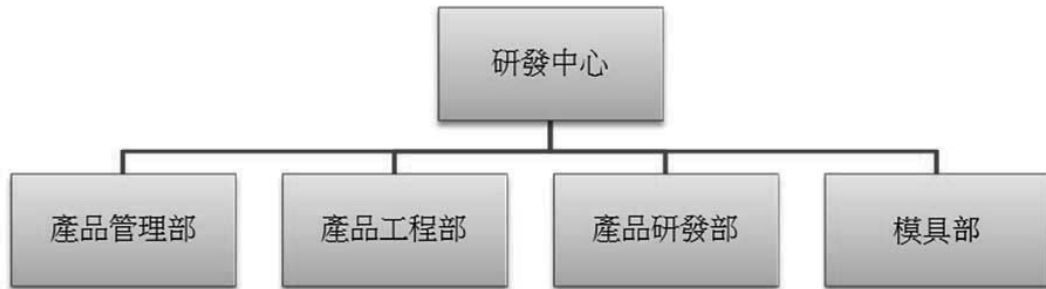 研發中心
產品管理部
產品工程部
產品研發部
模具部